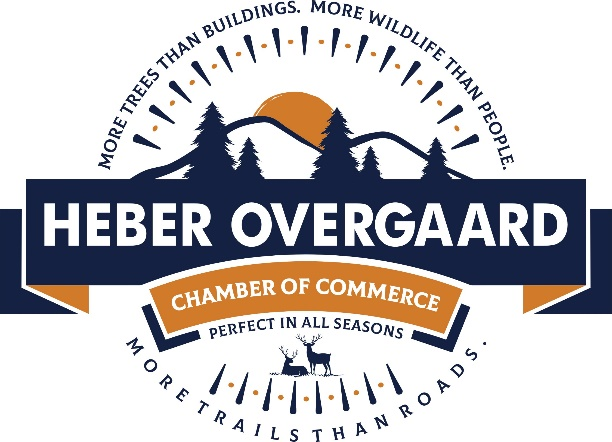 MORE TREES THAN BUILDINGS. MORE WILDLIFE THAN PEOPLE.
HEBER OVERGAARD
CHAMBER OF COMMERCE
PERFECT IN ALL SEASONS
MORE TRAILS THAN ROADS.